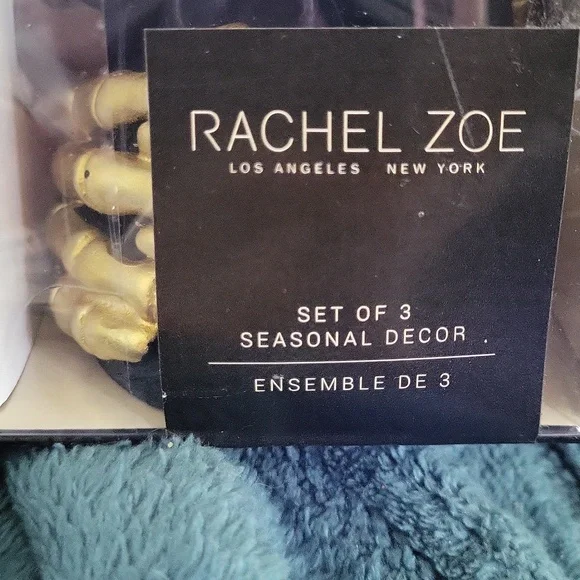 RACHEL ZOE
LOS ANGELES NEW YORK
SET OF 3
SEASONAL DECOR
ENSEMBLE DE 3